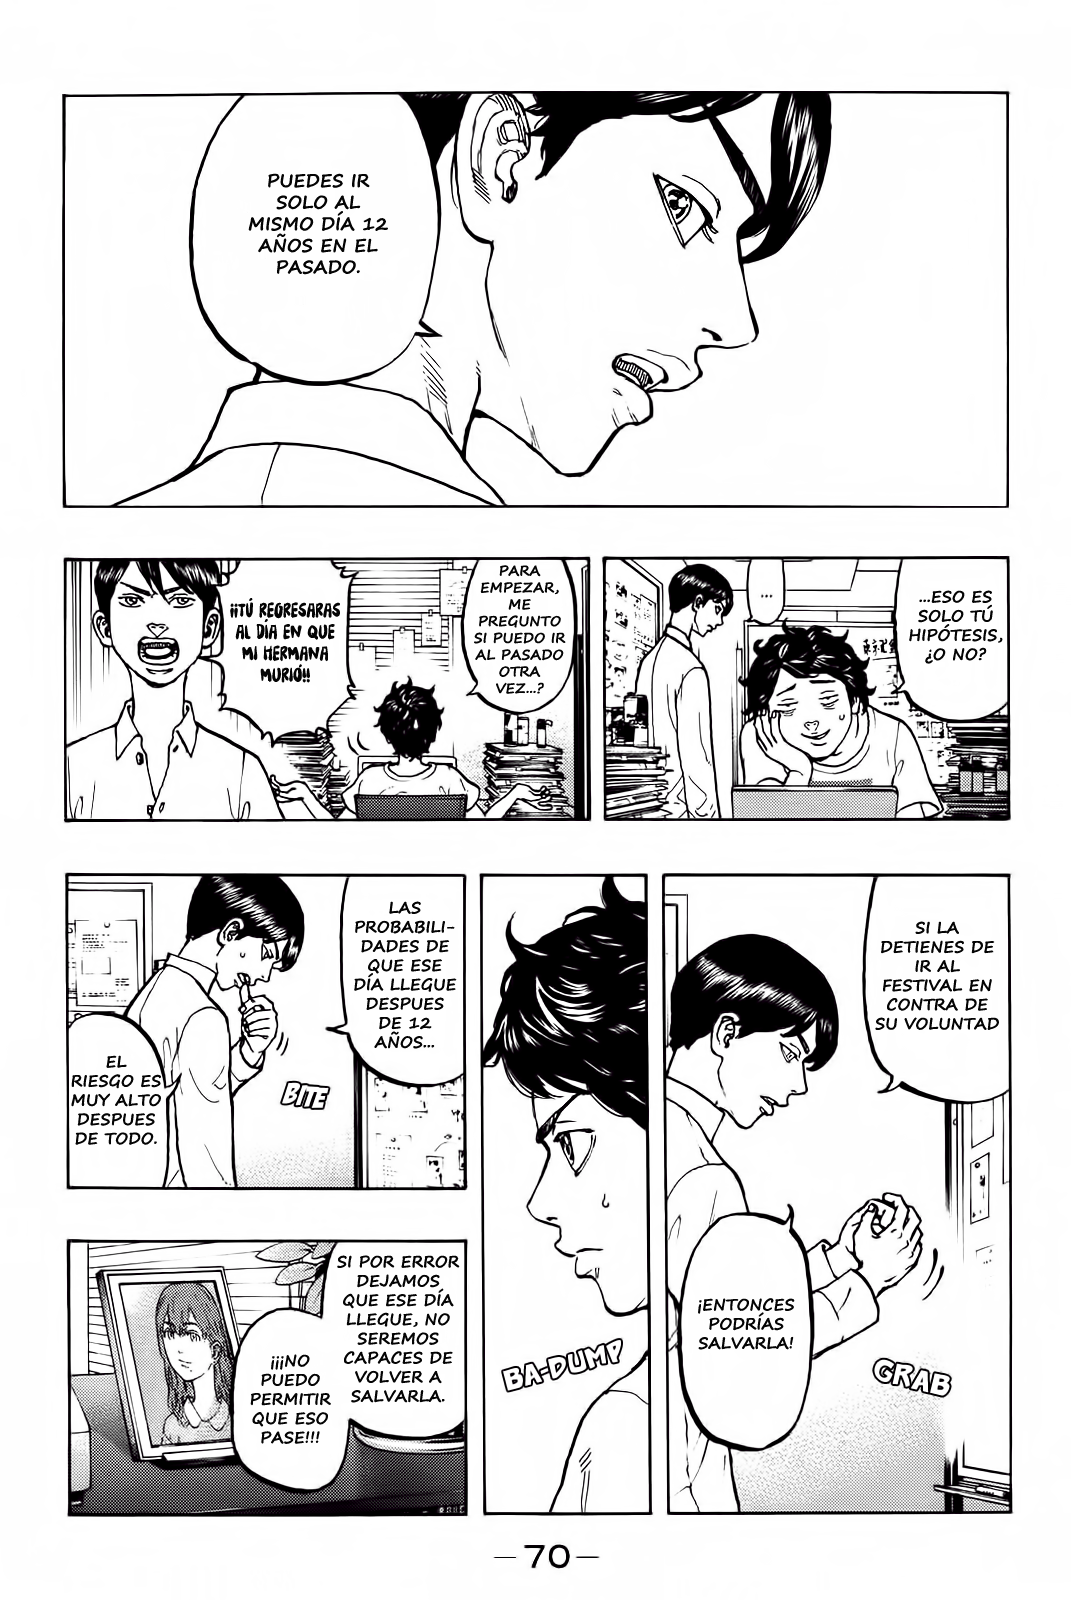 PUEDES IR
SOLO AL
MISMO DÍA 12
AÑOS EN EL
PASADO.
...ESO ES
SOLO TÚ
HIPÓTESIS,
¿O NO?
...
PARA
EMPEZAR,
ME
PREGUNTO
SI PUEDO IR
AL PASADO
OTRA
VEZ...?
¡¡TÚ REGRESARAS
AL DÍA EN QUE
MI HERMANA
MURIÓ!!
SI LA
DETIENES DE
IR AL
FESTIVAL EN
CONTRA DE
SU VOLUNTAD
¡ENTONCES
PODRÍAS
SALVARLA!
GRAB
BA-DUMP
LAS
PROBABILI-
DADES DE
QUE ESE
DÍA LLEGUE
DESPUES
DE 12
AÑOS...
BITE
EL
RIESGO ES
MUY ALTO
DESPUES
DE TODO.
SI POR ERROR
DEJAMOS
QUE ESE DÍA
LLEGUE, NO
SEREMOS
CAPACES DE
VOLVER A
SALVARLA.
¡¡¡NO
PUEDO
PERMITIR
QUE ESO
PASE!!!
—70—